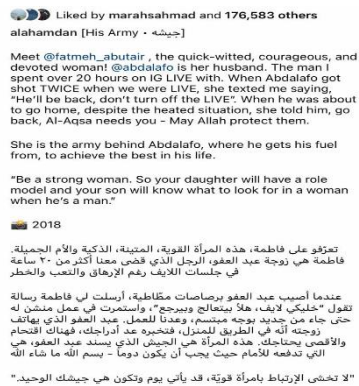 Liked by marahsahmad and 176,583 others
alahamdan [His Army • جيشه]
Meet @fatmeh_abutair , the quick-witted, courageous, and
devoted woman! @abdalafo is her husband. The man I
spent over 20 hours on IG LIVE with. When Abdalafo got
shot TWICE when we were LIVE, she texted me saying,
“He’ll be back, don’t turn off the LIVE”. When he was about
to go home, despite the heated situation, she told him, go
back, Al-Aqsa needs you - May Allah protect them.
She is the army behind Abdalafo, where he gets his fuel
from, to achieve the best in his life.
“Be a strong woman. So your daughter will have a role
model and your son will know what to look for in a woman
when he’s a man.”
📸 2018
تعرّفو على فاطمة، هذه المرأة القوية، المتينة، الذكية والأم الجميلة.
فاطمة هي زوجة عبد العفو، الرجل الذي قضى معنا أكثر من ٢٠ ساعة
في جلسات اللايف رغم الإرهاق والتعب والخطر
عندما أصيب عبد العفو برصاصات مطّاطية، أرسلت لي فاطمة رسالة
تقول "خليكي لايف، هلأ بيتعالج وبيرجع"، واستمرت في عمل منشن له
حتى جاء من جديد بوجه مبتسم، وعدنا للعمل. عبد العفو الذي يهاتف
زوجته أنّه في الطريق للمنزل، فتخبره عد أدراجك، فهناك اقتحام
والأقصى يحتاجك. هذه المرأة هي الجيش الذي يسند عبد العفو، هي
التي تدفعه للأمام حيث يجب أن يكون دوماً - بسم الله ما شاء الله
"لا تخشى الإرتباط بامرأة قويّة، قد يأتي يوم وتكون هي جيشك الوحيد."